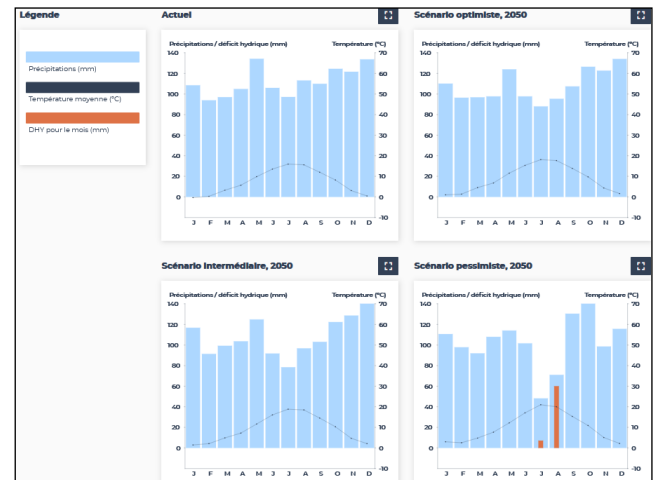 Légende
Précipitations (mm)
Température moyenne (°C)
DHY pour le mois (mm)
Actuel
Précipitations / déficit hydrique (mm) Température (°C)
140 70
120 60
100 50
80 40
60 30
40 20
20 10
0 0
-10
J F M A M J J A S O N D
Scénario optimiste, 2050
Précipitations / déficit hydrique (mm) Température (°C)
140 70
120 60
100 50
80 40
60 30
40 20
20 10
0 0
-10
J F M A M J J A S O N D
Scénario intermédiaire, 2050
Précipitations / déficit hydrique (mm) Température (°C)
140 70
120 60
100 50
80 40
60 30
40 20
20 10
0 0
-10
J F M A M J J A S O N D
Scénario pessimiste, 2050
Précipitations / déficit hydrique (mm) Température (°C)
140 70
120 60
100 50
80 40
60 30
40 20
20 10
0 0
-10
J F M A M J J A S O N D